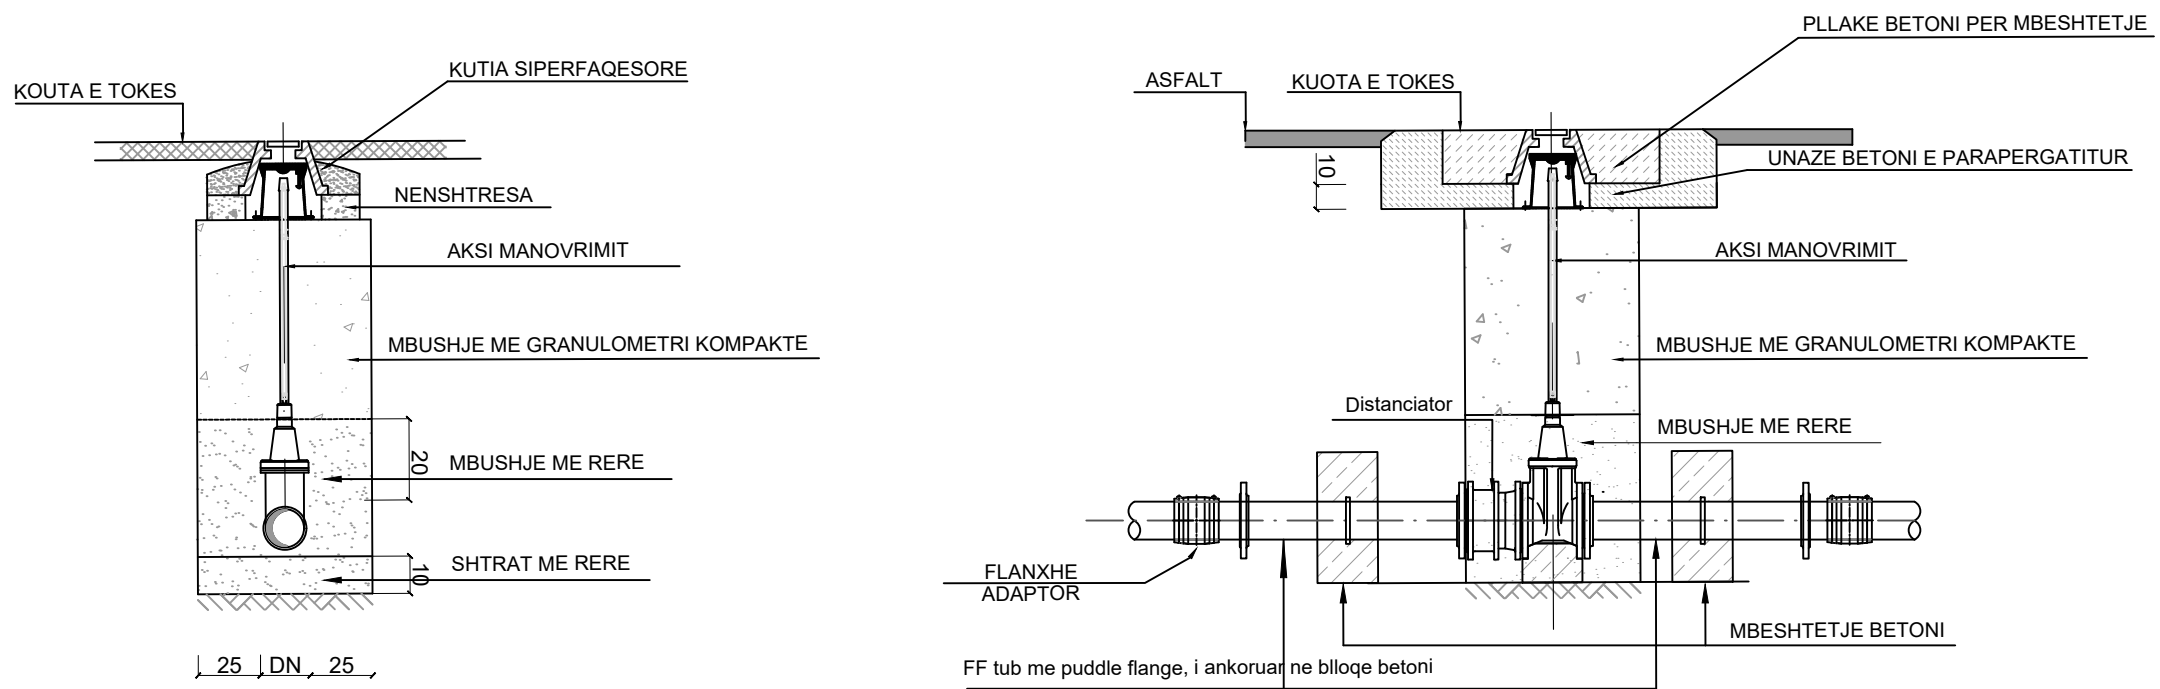 KUTIA SIPERFAQESORE
KOUTA E TOKES
NENSHTRESA
AKSI MANOVRIMIT
MBUSHJE ME GRANULOMETRI KOMPAKTE
20
MBUSHJE ME RERE
10
SHTRAT ME RERE
25 DN 25
PLLAKE BETONI PER MBESHTETJE
ASFALT
KUOTA E TOKES
10
UNAZE BETONI E PARAPERGATITUR
AKSI MANOVRIMIT
MBUSHJE ME GRANULOMETRI KOMPAKTE
Distanciator
MBUSHJE ME RERE
FLANXHE
ADAPTOR
MBESHTETJE BETONI
FF tub me puddle flange, i ankoruar ne blloqe betoni